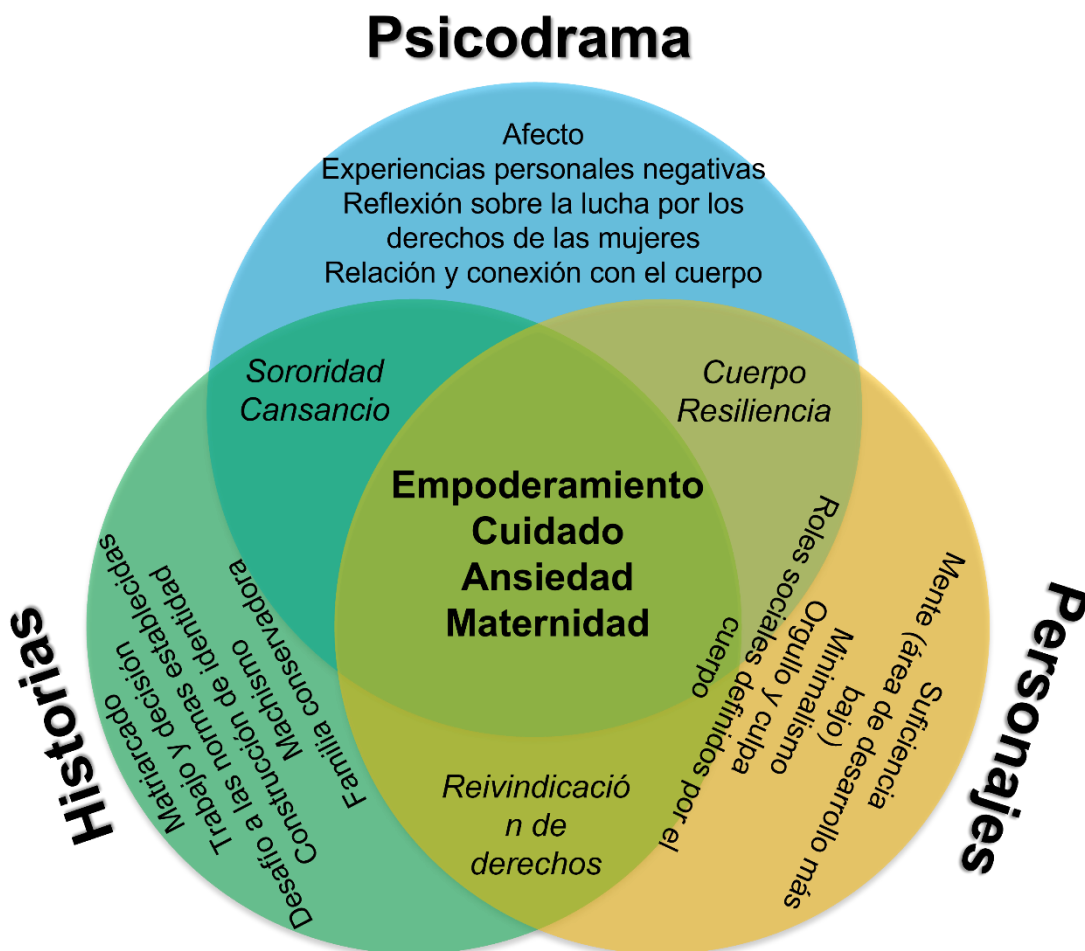 Psicodrama
Afecto
Experiencias personales negativas
Reflexión sobre la lucha por los
derechos de las mujeres
Relación y conexión con el cuerpo
Sororidad
Cansancio
Cuerpo
Resiliencia
Empoderamiento
Cuidado
Ansiedad
Maternidad
Historias
Matriarcado
Trabajo y decisión
Desafío a las normas establecidas
Construcción de identidad
Machismo
Familia conservadora
Reivindicació
n de
derechos
Personajes
Suficiencia
Mente (área de desarrollo más
bajo)
Minimalismo
Orgullo y culpa
Roles sociales definidos por el
cuerpo